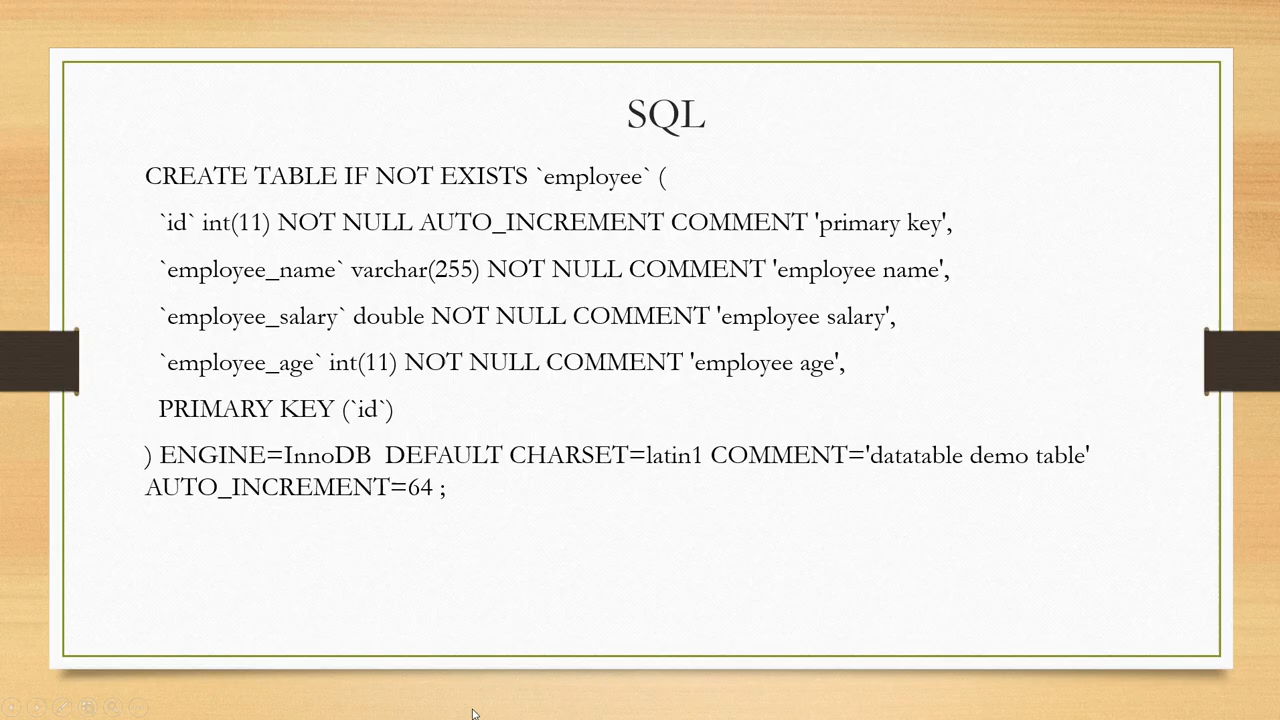 SQL
CREATE TABLE IF NOT EXISTS `employee` (
`id` int(11) NOT NULL AUTO_INCREMENT COMMENT 'primary key',
`employee_name` varchar(255) NOT NULL COMMENT 'employee name',
`employee_salary` double NOT NULL COMMENT 'employee salary',
`employee_age` int(11) NOT NULL COMMENT 'employee age',
PRIMARY KEY (`id`)
) ENGINE=InnoDB  DEFAULT CHARSET=latin1 COMMENT='datatable demo table'
AUTO_INCREMENT=64 ;